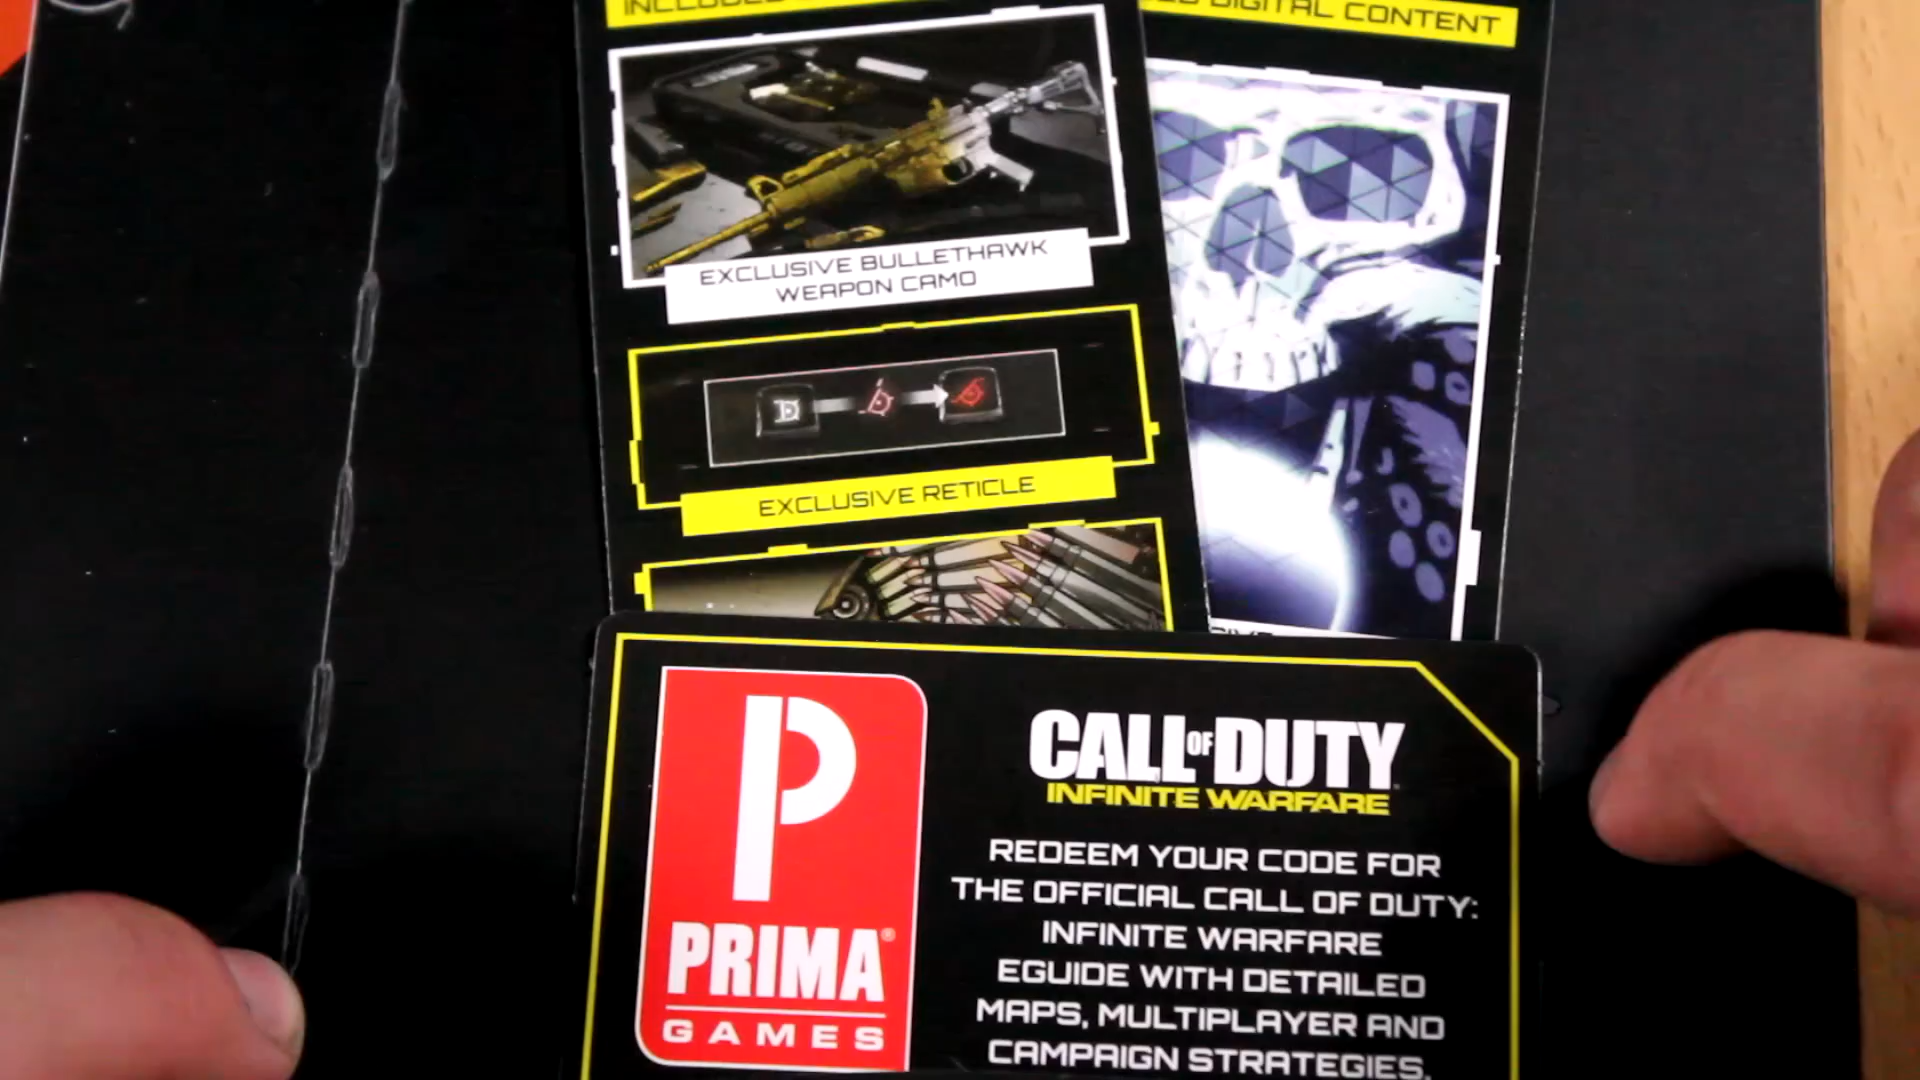 INCLUDED
DIGITAL CONTENT
EXCLUSIVE BULLETHAWK
WEAPON CAMO
EXCLUSIVE RETICLE
P
PRIMA®
GAMES
CALL OF DUTY
INFINITE WARFARE
REDEEM YOUR CODE FOR
THE OFFICIAL CALL OF DUTY:
INFINITE WARFARE
EGUIDE WITH DETAILED
MAPS, MULTIPLAYER AND
CAMPAIGN STRATEGIES.